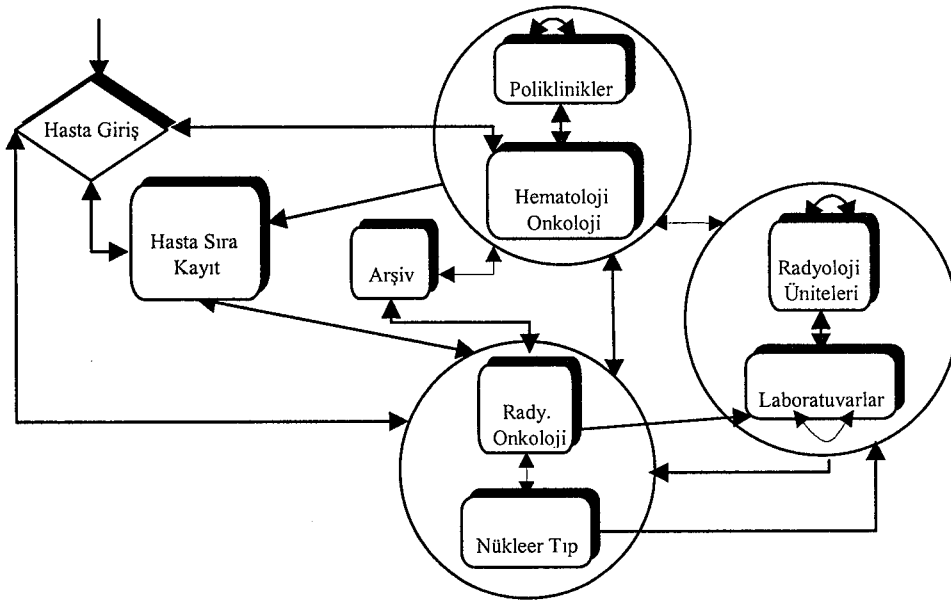 Poliklinikler
Hasta Giriş
Hematoloji
Onkoloji
Hasta Sıra
Kayıt
Arşiv
Radyoloji
Üniteleri
Laboratuvarlar
Rady.
Onkoloji
Nükleer Tıp